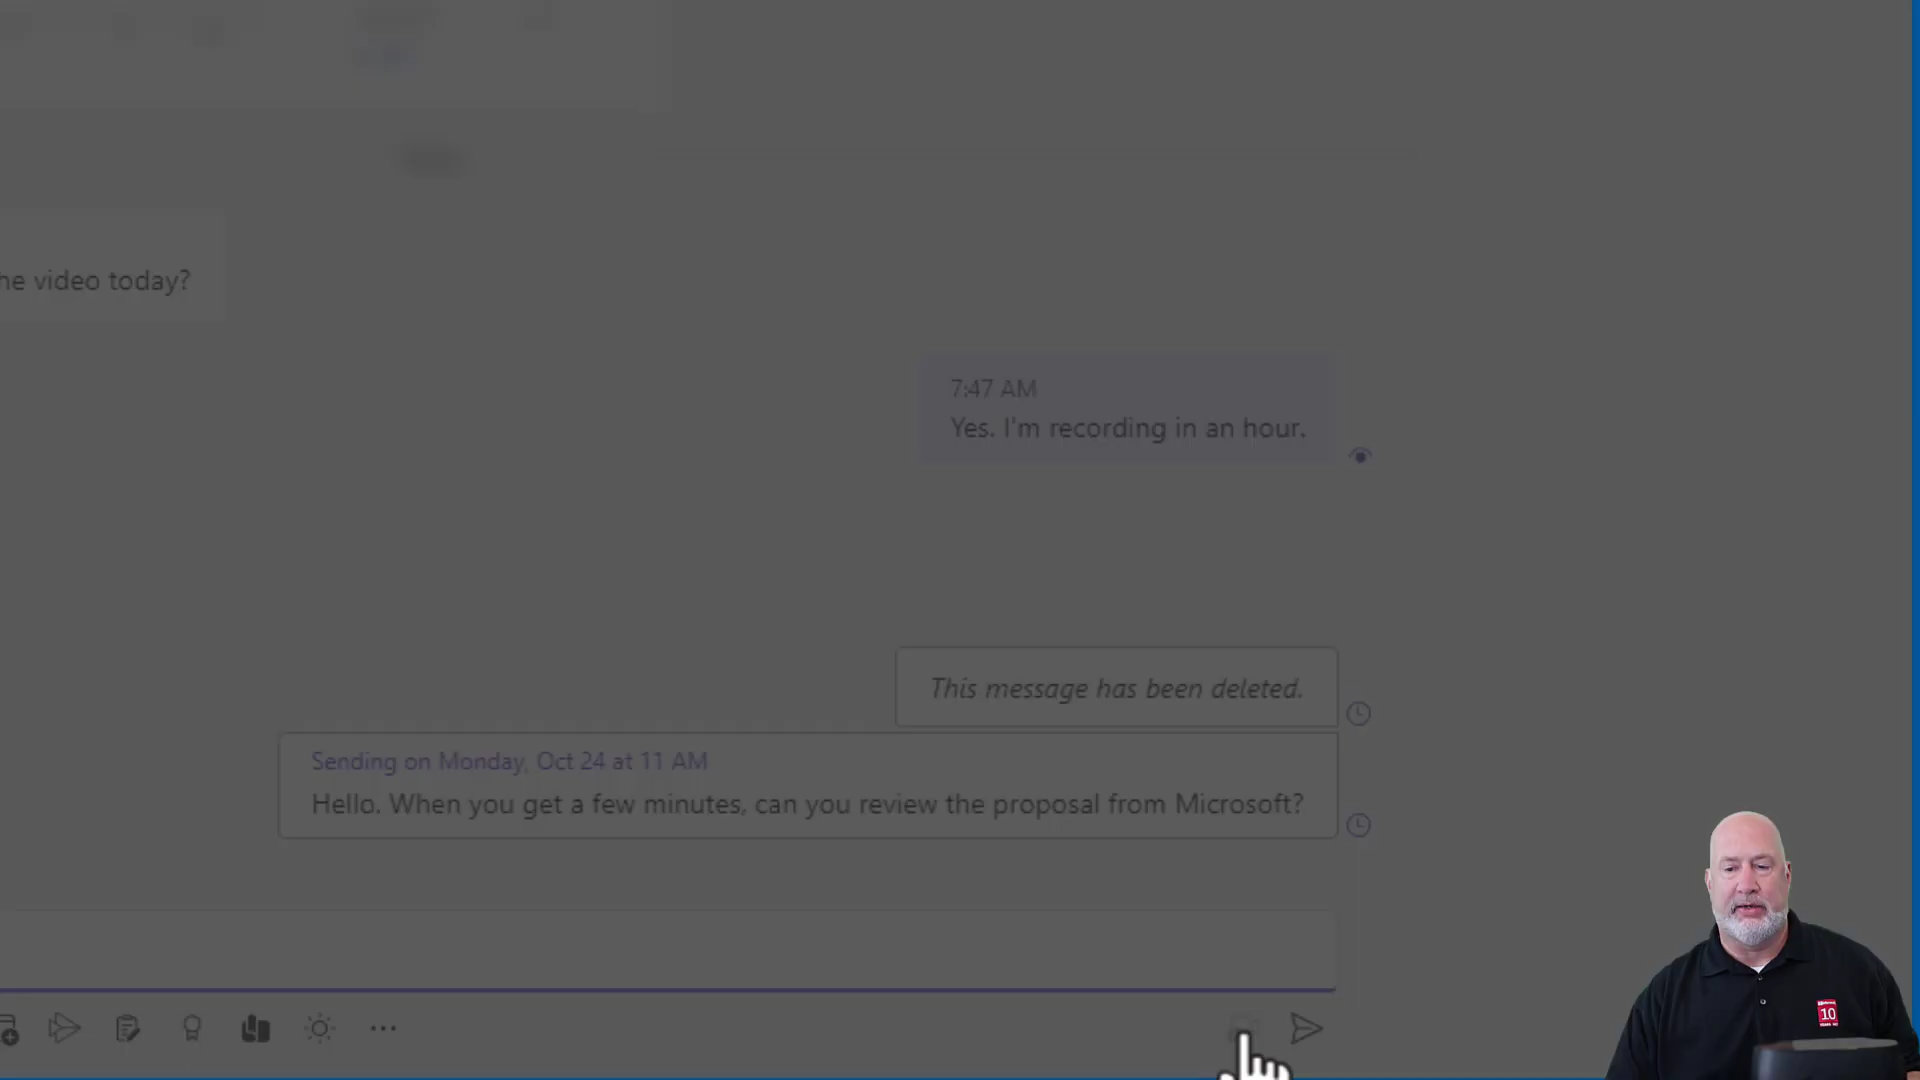 he video today?
7:47 AM
Yes. I'm recording in an hour.
This message has been deleted.
Sending on Monday, Oct 24 at 11 AM
Hello. When you get a few minutes, can you review the proposal from Microsoft?
10